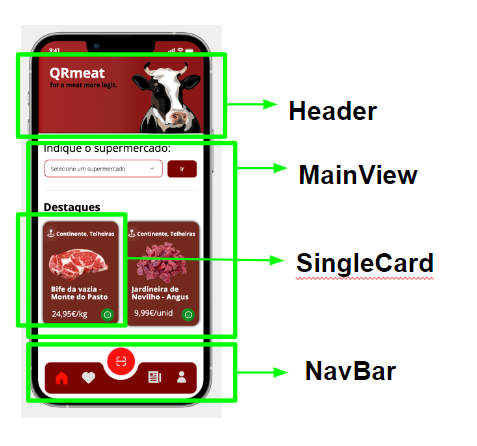 9:41
QRmeat
for a meat more legit.
Header
Indique o supermercado:
Selecione um supermercado
Ir
MainView
Destaques
Continente, Telheiras
Continente, Telheiras
Bife da vazia -
Monte do Pasto
24,95€/kg
Jardineira de
Novilho - Angus
9,99€/unid
SingleCard
NavBar